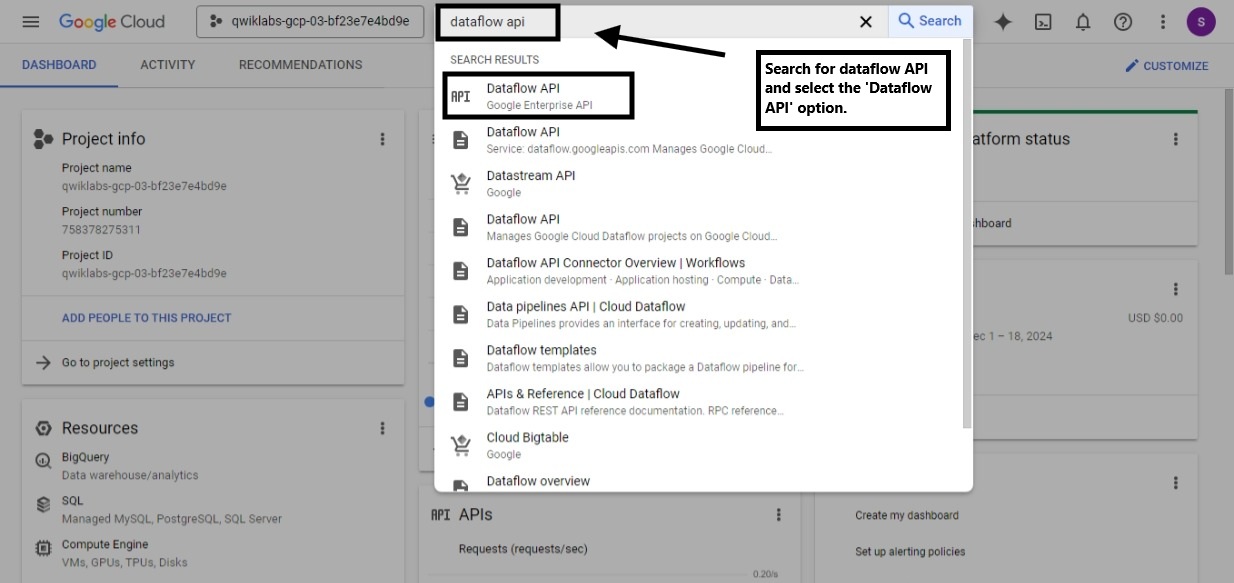 Google Cloud
qwiklabs-gcp-03-bf23e7e4bd9e
dataflow api
Search
S
DASHBOARD
ACTIVITY
RECOMMENDATIONS
CUSTOMIZE
SEARCH RESULTS
API
Dataflow API
Google Enterprise API
Dataflow API
Service: dataflow.googleapis.com Manages Google Cloud...
Datastream API
Google
Dataflow API
Manages Google Cloud Dataflow projects on Google Cloud...
Dataflow API Connector Overview | Workflows
Application development · Application hosting · Compute · Data...
Data pipelines API | Cloud Dataflow
Data Pipelines provides an interface for creating, updating, and...
Dataflow templates
Dataflow templates allow you to package a Dataflow pipeline for...
APIs & Reference | Cloud Dataflow
Dataflow REST API reference documentation. RPC reference...
Cloud Bigtable
Google
Dataflow overview
Search for dataflow API
and select the 'Dataflow
API' option.
Project info
Project name
qwiklabs-gcp-03-bf23e7e4bd9e
Project number
758378275311
Project ID
qwiklabs-gcp-03-bf23e7e4bd9e
ADD PEOPLE TO THIS PROJECT
Go to project settings
Resources
BigQuery
Data warehouse/analytics
SQL
Managed MySQL, PostgreSQL, SQL Server
Compute Engine
VMs, GPUs, TPUs, Disks
API APIs
Requests (requests/sec)
0.20/s
atform status
hboard
USD $0.00
ec 1 – 18, 2024
Create my dashboard
Set up alerting policies